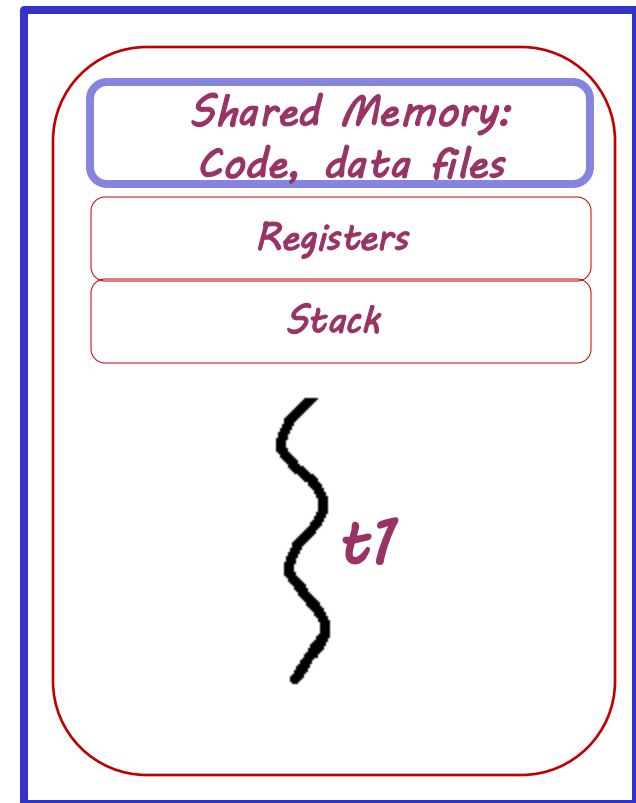 Shared Memory:
Code, data files
Registers
Stack
t1